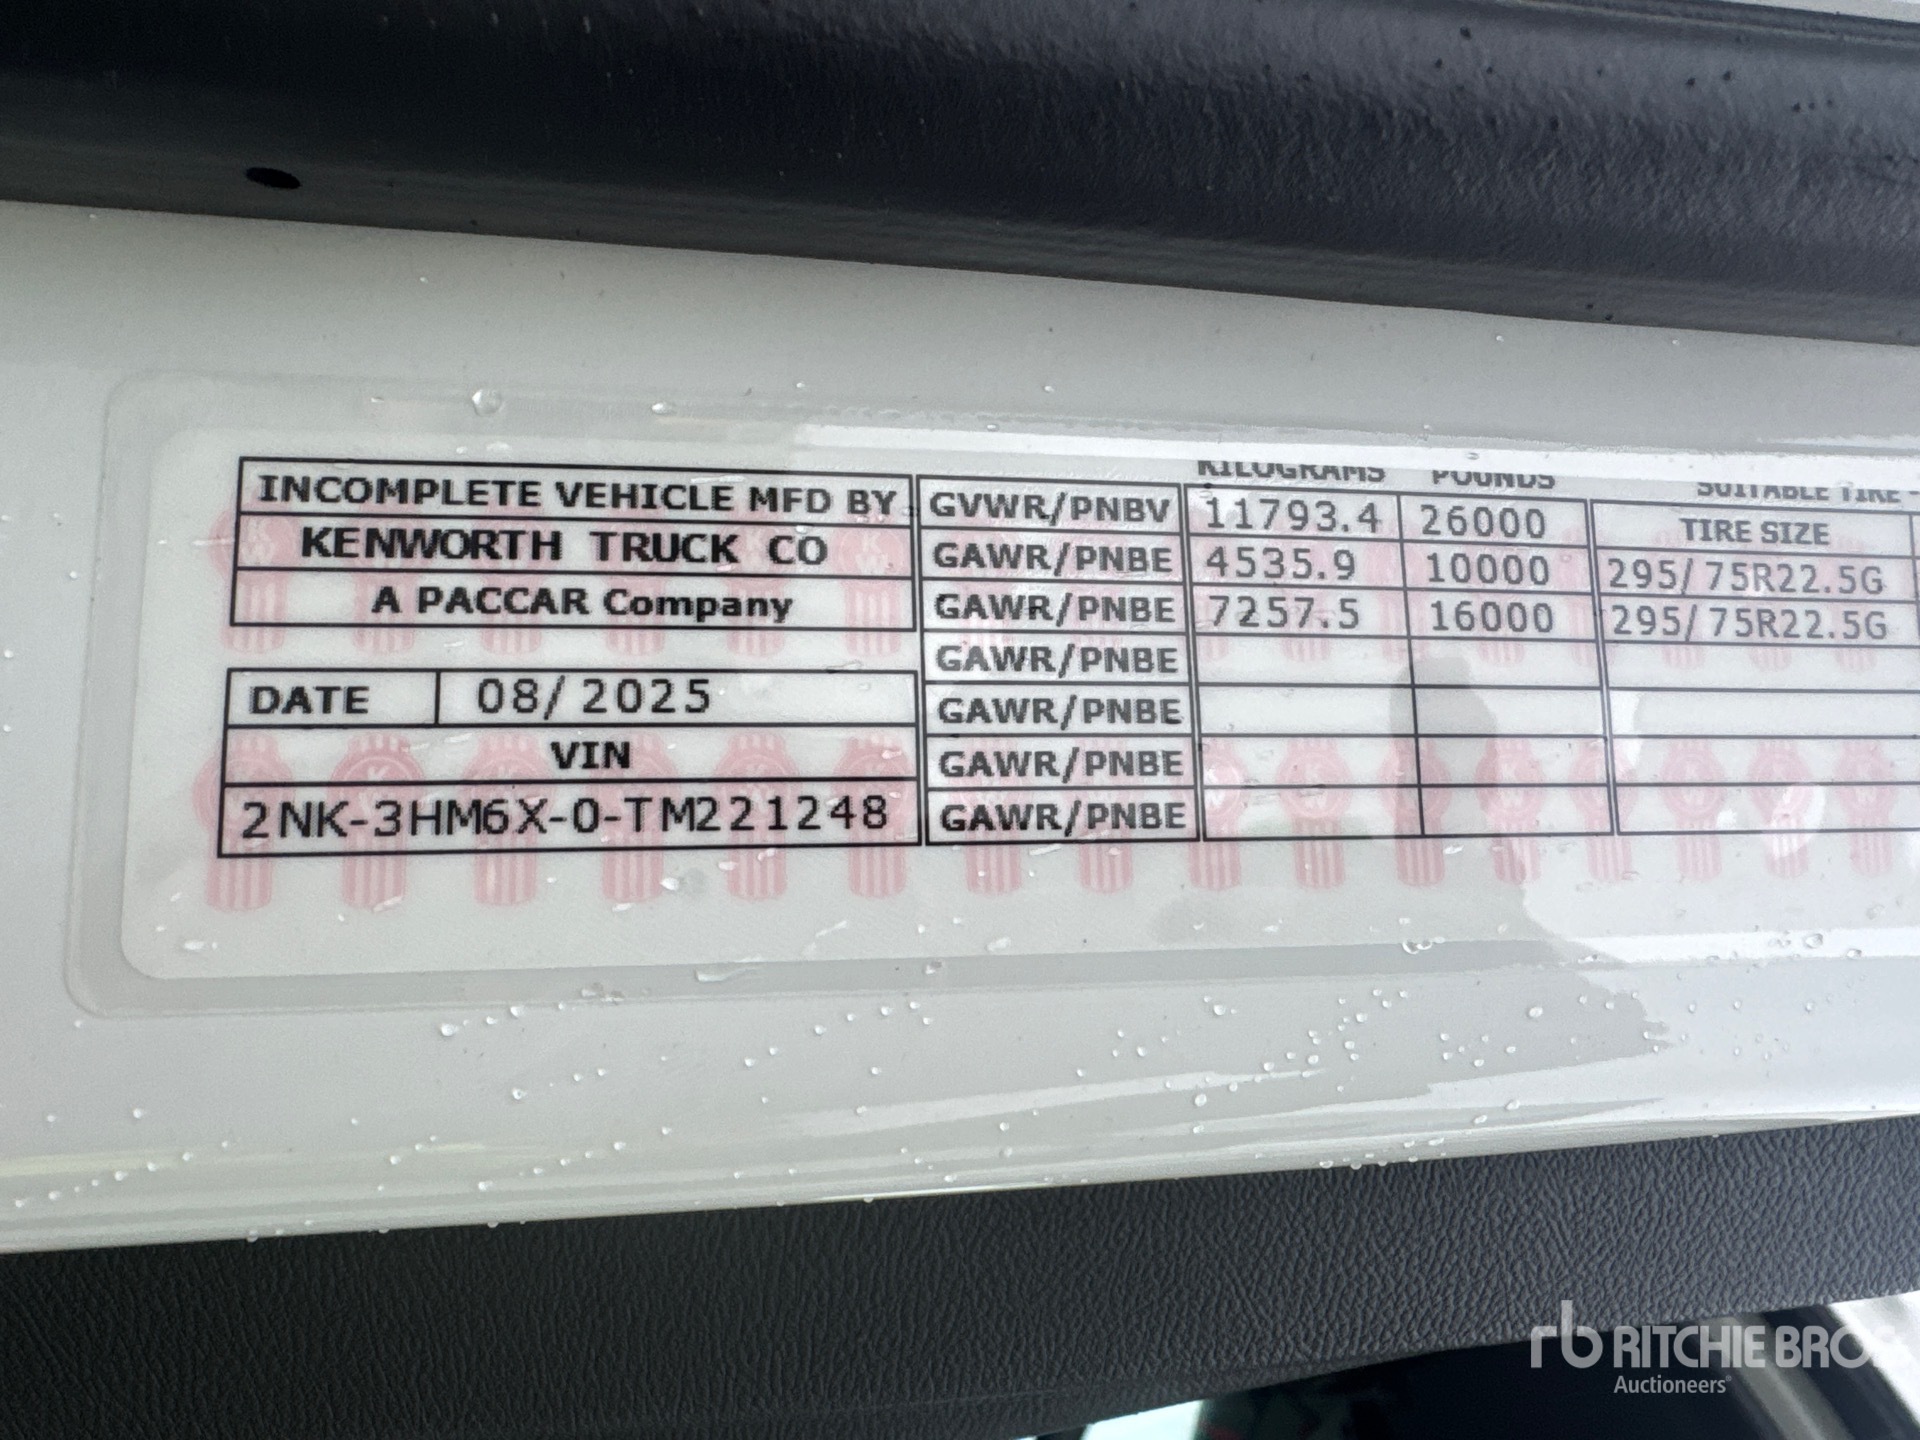 INCOMPLETE VEHICLE MFD BY
KENWORTH TRUCK CO
A PACCAR Company
DATE 08/2025
VIN
2NK-3HM6X-0-TM221248
KILOGRAMS POUNDS SUITABLE TIRE -
GVWR/PNBV 11793.4 26000 TIRE SIZE
GAWR/PNBE 4535.9 10000 295/75R22.5G
GAWR/PNBE 7257.5 16000 295/75R22.5G
GAWR/PNBE
GAWR/PNBE
GAWR/PNBE
GAWR/PNBE
rb RITCHIE BROS
Auctioneers